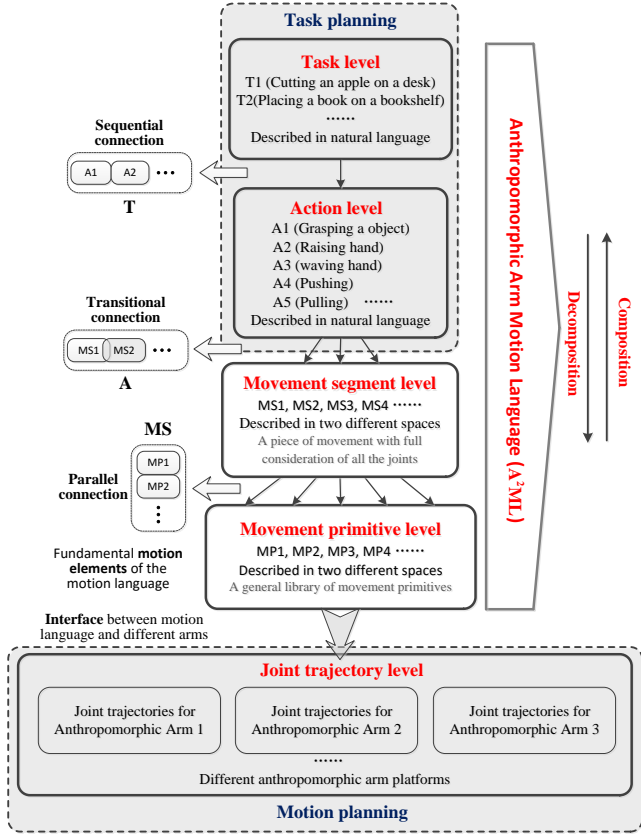 Task planning
Task level
T1 (Cutting an apple on a desk)
T2(Placing a book on a bookshelf)
······
Described in natural language
Sequential
connection
A1
A2
•••
T
Action level
A1 (Grasping a object)
A2 (Raising hand)
A3 (waving hand)
A4 (Pushing)
A5 (Pulling) ······
Described in natural language
Transitional
connection
MS1
MS2
•••
A
Movement segment level
MS1, MS2, MS3, MS4 ······
Described in two different spaces
A piece of movement with full
consideration of all the joints
MS
MP1
MP2
⋮
Parallel
connection
Movement primitive level
MP1, MP2, MP3, MP4 ······
Described in two different spaces
A general library of movement primitives
Fundamental motion
elements of the
motion language
Interface between motion
language and different arms
Anthropomorphic Arm Motion Language (A²ML)
Decomposition
Composition
Joint trajectory level
Joint trajectories for
Anthropomorphic Arm 1
Joint trajectories for
Anthropomorphic Arm 2
Joint trajectories for
Anthropomorphic Arm 3
······
Different anthropomorphic arm platforms
Motion planning